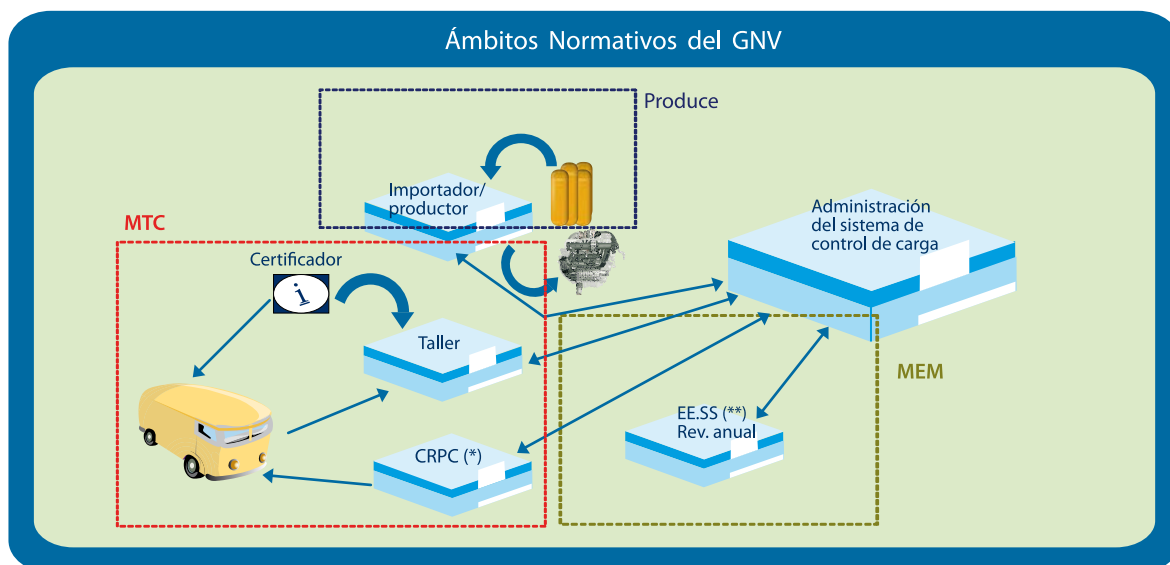 Ámbitos Normativos del GNV
Produce
Importador/
productor
MTC
Certificador
i
Administración
del sistema de
control de carga
Taller
MEM
EE.SS (**)
Rev. anual
CRPC (*)